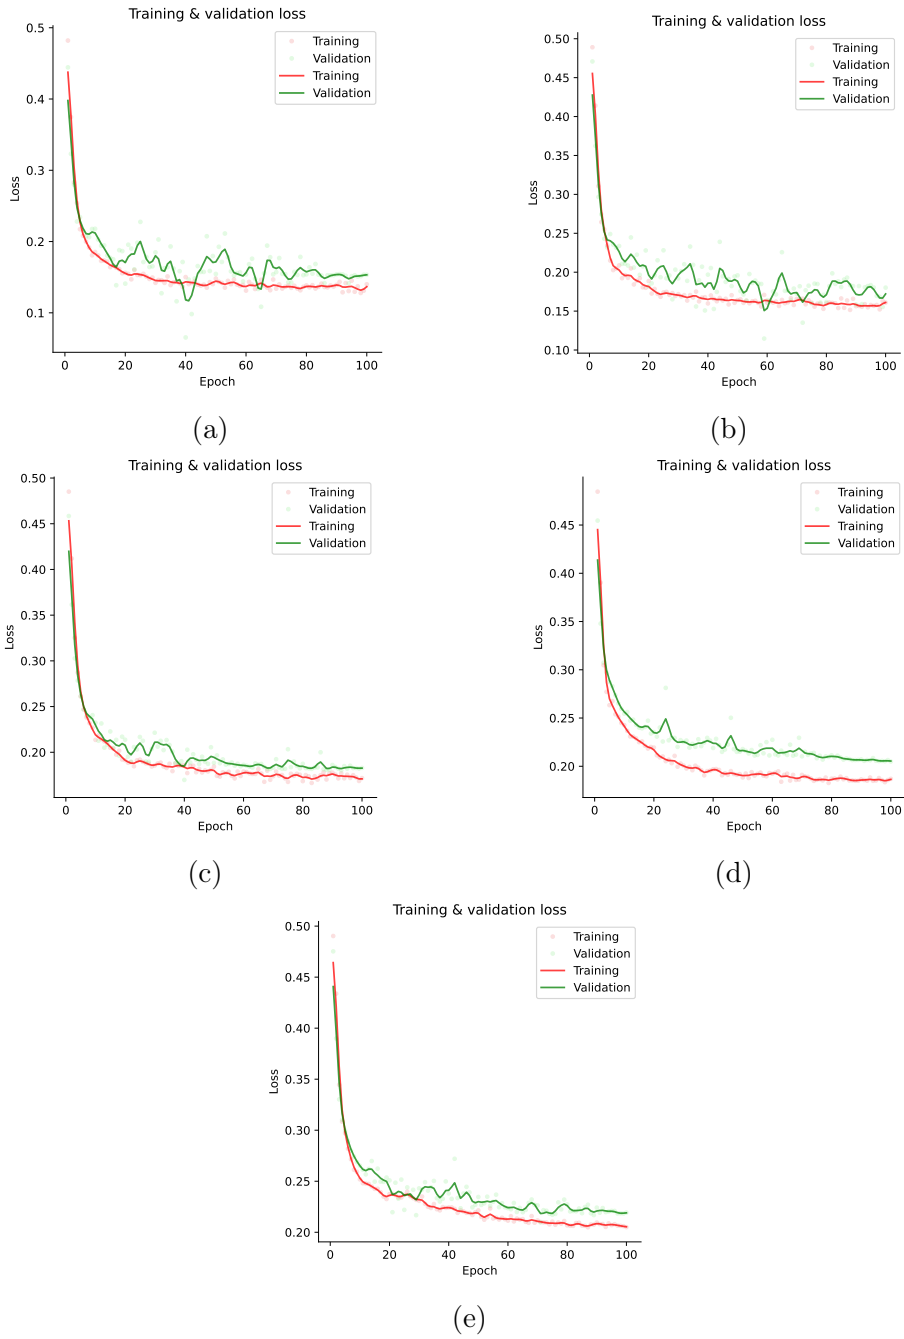 Training & validation loss
Training
Validation
Training
Validation
0.5
0.4
0.3
0.2
0.1
Loss
0 20 40 60 80 100
Epoch
(a)
Training & validation loss
Training
Validation
Training
Validation
0.50
0.45
0.40
0.35
0.30
0.25
0.20
0.15
0.10
Loss
0 20 40 60 80 100
Epoch
(b)
Training & validation loss
Training
Validation
Training
Validation
0.50
0.45
0.40
0.35
0.30
0.25
0.20
Loss
0 20 40 60 80 100
Epoch
(c)
Training & validation loss
Training
Validation
Training
Validation
0.45
0.40
0.35
0.30
0.25
0.20
Loss
0 20 40 60 80 100
Epoch
(d)
Training & validation loss
Training
Validation
Training
Validation
0.50
0.45
0.40
0.35
0.30
0.25
0.20
Loss
0 20 40 60 80 100
Epoch
(e)